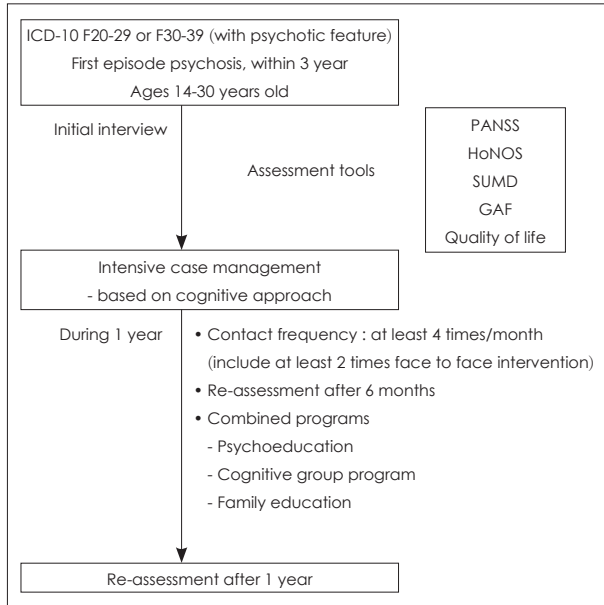 ICD-10 F20-29 or F30-39 (with psychotic feature)
First episode psychosis, within 3 year
Ages 14-30 years old
Initial interview
Assessment tools
PANSS
HoNOS
SUMD
GAF
Quality of life
Intensive case management
- based on cognitive approach
During 1 year
• Contact frequency : at least 4 times/month
(include at least 2 times face to face intervention)
• Re-assessment after 6 months
• Combined programs
- Psychoeducation
- Cognitive group program
- Family education
Re-assessment after 1 year